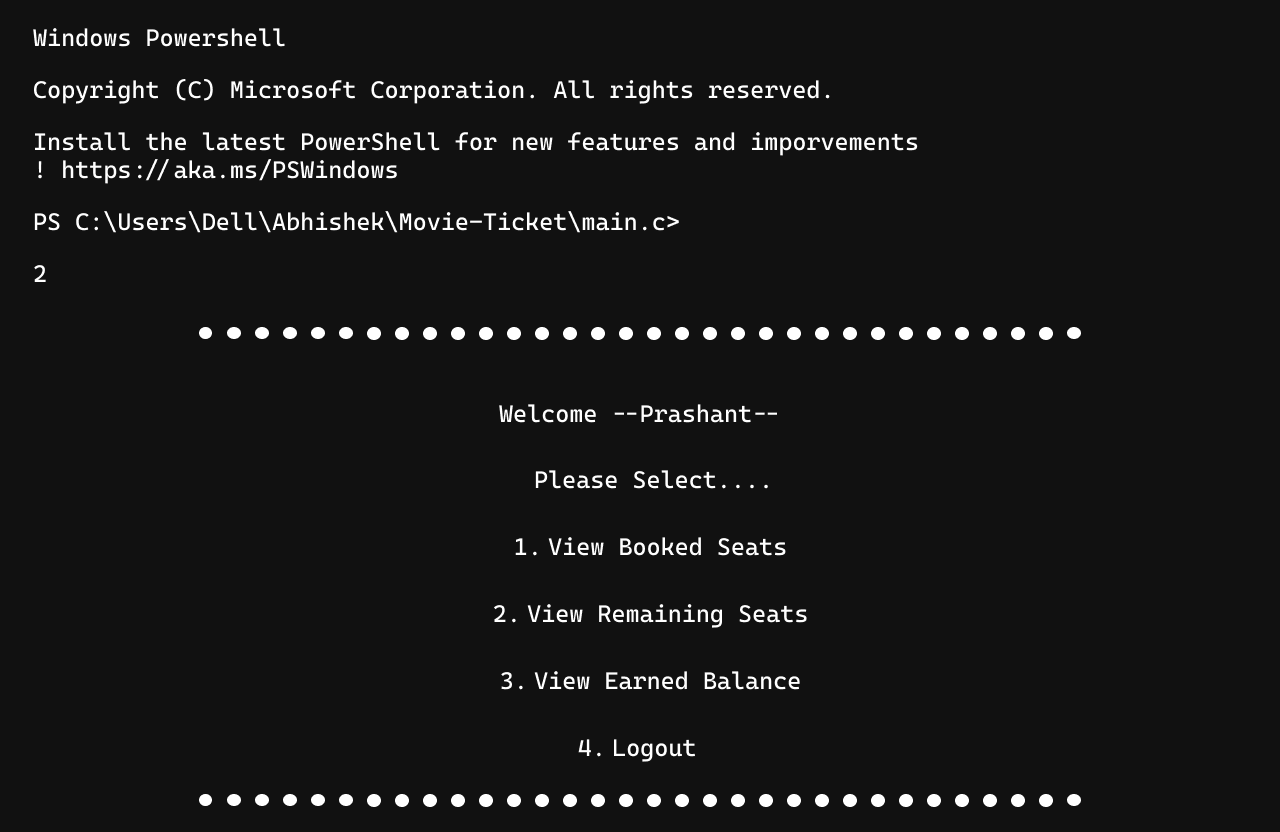 Windows Powershell
Copyright (C) Microsoft Corporation. All rights reserved.
Install the latest PowerShell for new features and imporvements
! https://aka.ms/PSWindows
PS C:\Users\Dell\Abhishek\Movie-Ticket\main.c>
2
Welcome --Prashant--
Please Select....
1. View Booked Seats
2. View Remaining Seats
3. View Earned Balance
4. Logout